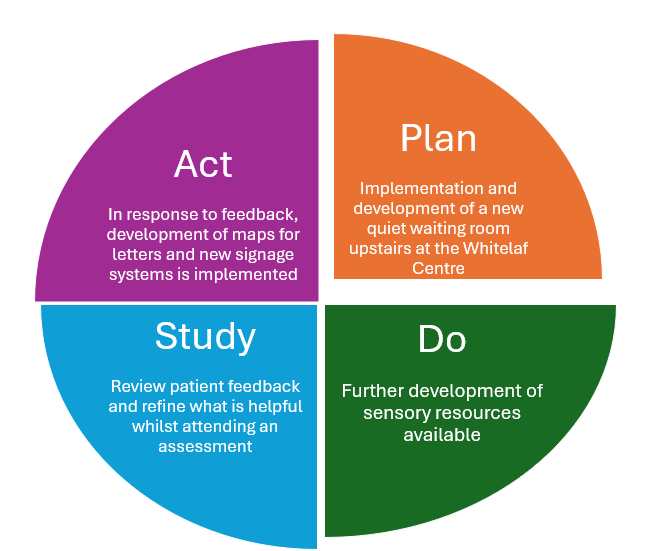 Act
In response to feedback,
development of maps for
letters and new signage
systems is implemented
Plan
Implementation and
development of a new
quiet waiting room
upstairs at the Whitelaf
Centre
Study
Review patient feedback
and refine what is helpful
whilst attending an
assessment
Do
Further development of
sensory resources
available